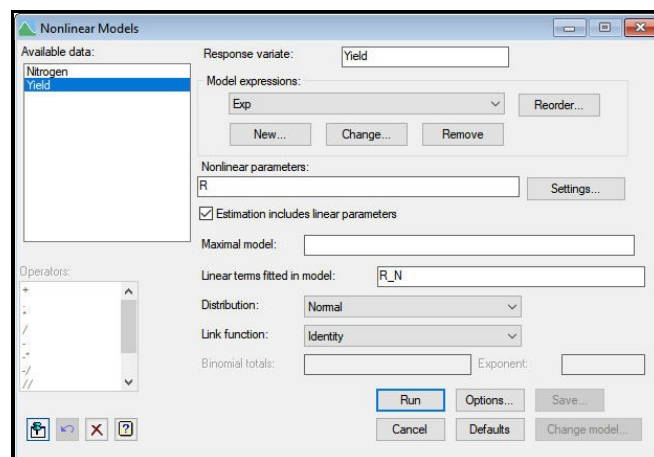 Nonlinear Models
Available data:
Nitrogen
Yield
Response variate: Yield
Model expressions:
Exp
Reorder...
New... Change... Remove
Nonlinear parameters:
R
Settings...
Estimation includes linear parameters
Maximal model:
Linear terms fitted in model: R_N
Distribution: Normal
Link function: Identity
Binomial totals: Exponent:
Operators:
+
/
-
-*
-/
//
Run Options... Save...
Cancel Defaults Change model...